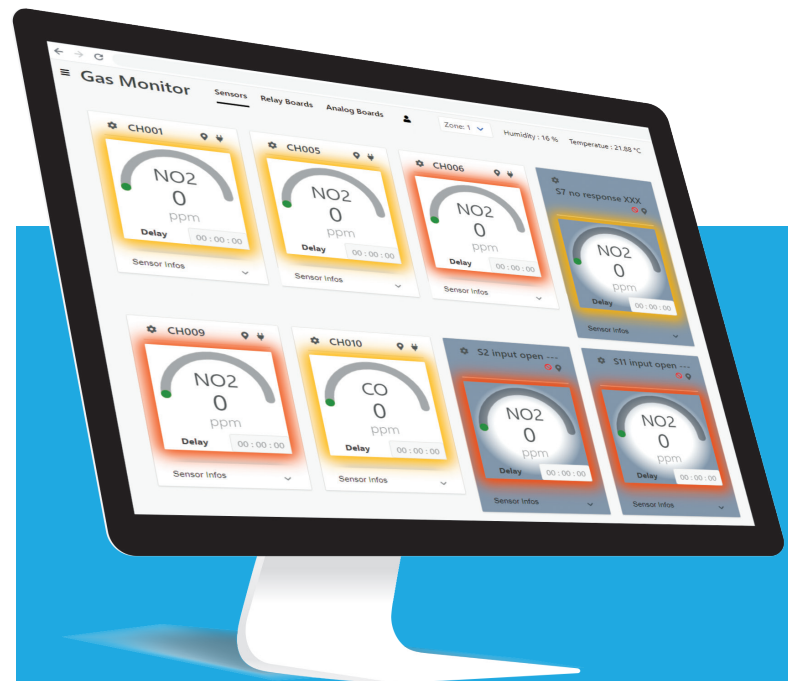 Gas Monitor
Sensors Relay Boards Analog Boards
Zone: 1
Humidity : 16 %
Temperatue : 21.88 °C
CH001
NO2
0
ppm
Delay 00 : 00 : 00
Sensor Infos
CH005
NO2
0
ppm
Delay 00 : 00 : 00
Sensor Infos
CH006
NO2
0
ppm
Delay 00 : 00 : 00
Sensor Infos
S7 no response XXX
NO2
0
ppm
Delay 00 : 00 : 00
Sensor Infos
CH009
NO2
0
ppm
Delay 00 : 00 : 00
Sensor Infos
CH010
CO
0
ppm
Delay 00 : 00 : 00
Sensor Infos
S2 input open ---
NO2
0
ppm
Delay 00 : 00 : 00
Sensor Infos
S11 input open ---
NO2
0
ppm
Delay 00 : 00 : 00
Sensor Infos